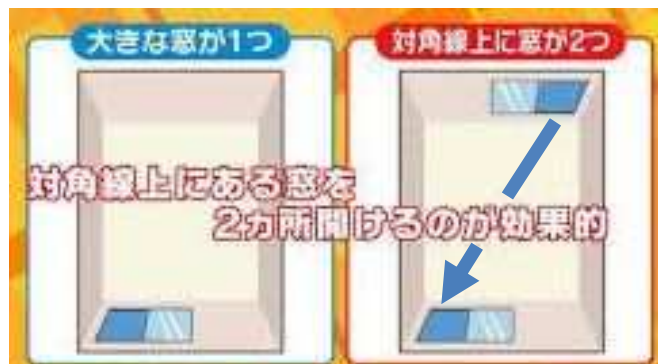 大きな窓が1つ
対角線上に窓が2つ
対角線上にある窓を
2カ所開けるのが効果的